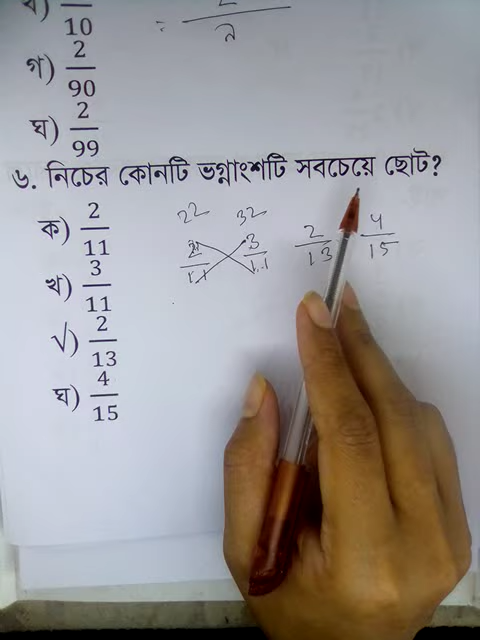 10
গ) 2/90
ঘ) 2/99
৬. নিচের কোনটি ভগ্নাংশটি সবচেয়ে ছোট?
ক) 2/11
খ) 3/11
√) 2/13
ঘ) 4/15
22 32
2/11 3/11 2/13 4/15